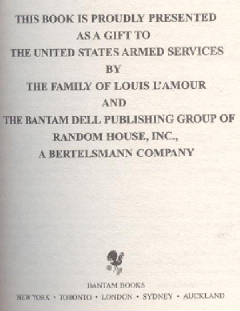 THIS BOOK IS PROUDLY PRESENTED
AS A GIFT TO
THE UNITED STATES ARMED SERVICES
BY
THE FAMILY OF LOUIS L'AMOUR
AND
THE BANTAM DELL PUBLISHING GROUP OF
RANDOM HOUSE, INC.,
A BERTELSMANN COMPANY
BANTAM BOOKS
NEW YORK • TORONTO • LONDON • SYDNEY • AUCKLAND